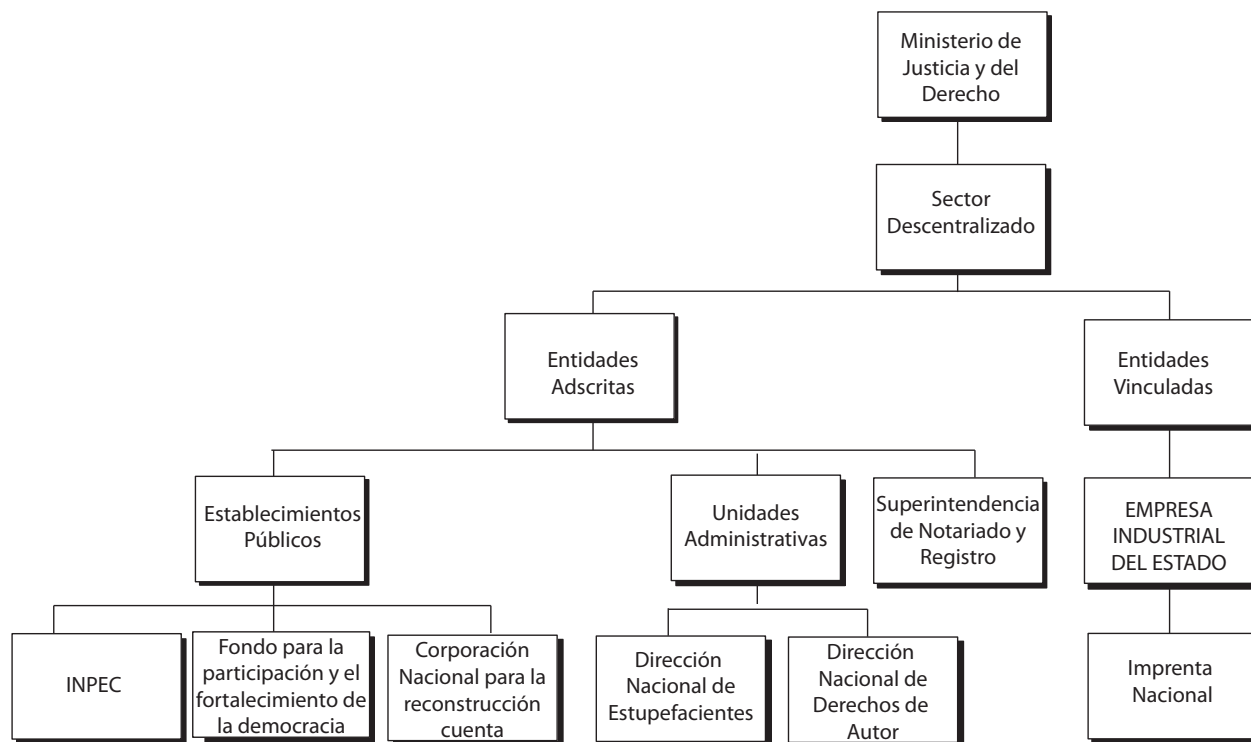 Ministerio de
Justicia y del
Derecho
Sector
Descentralizado
Entidades
Adscritas
Entidades
Vinculadas
Establecimientos
Públicos
Unidades
Administrativas
Superintendencia
de Notariado y
Registro
EMPRESA
INDUSTRIAL
DEL ESTADO
INPEC
Fondo para la
participación y el
fortalecimiento de
la democracia
Corporación
Nacional para la
reconstrucción
cuenta
Dirección
Nacional de
Estupefacientes
Dirección
Nacional de
Derechos de
Autor
Imprenta
Nacional